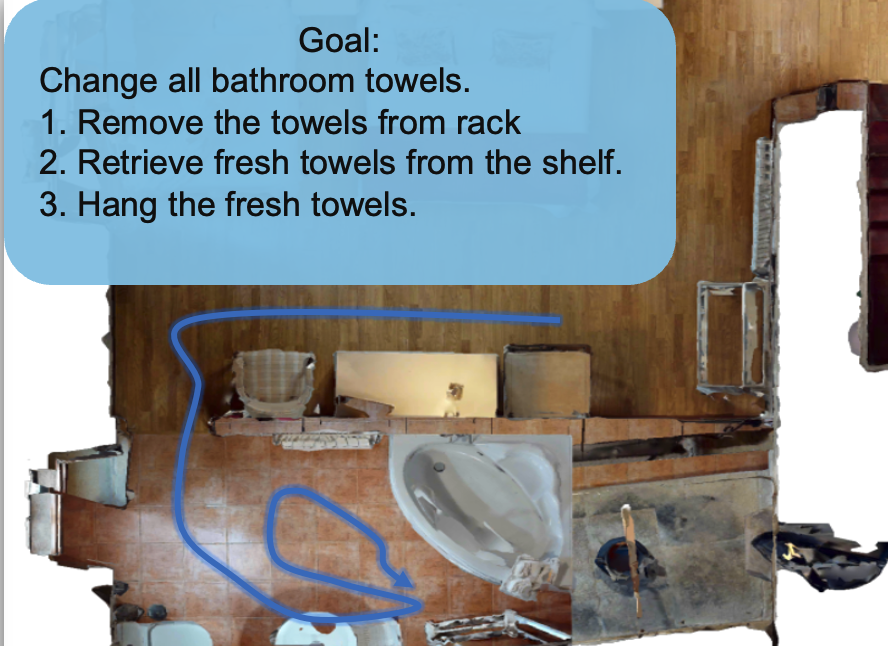 Goal:
Change all bathroom towels.
1. Remove the towels from rack
2. Retrieve fresh towels from the shelf.
3. Hang the fresh towels.